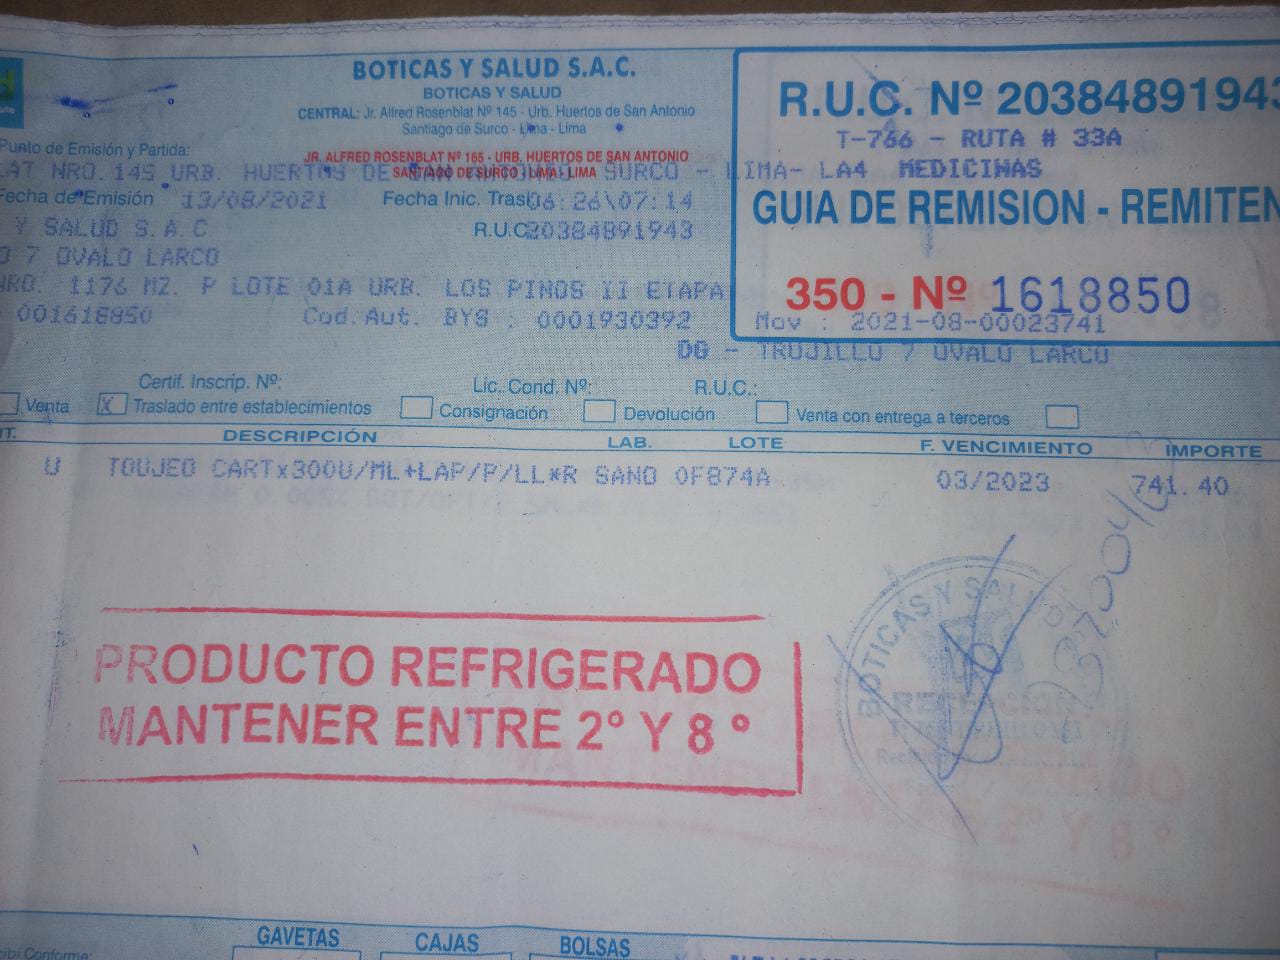 BOTICAS Y SALUD S.A.C.
BOTICAS Y SALUD
CENTRAL: Jr. Alfred Rosenblat Nº 145 - Urb. Huertos de San Antonio
Santiago de Surco - Lima - Lima
R.U.C. Nº 20384891943
T-766 - RUTA # 33A
Punto de Emisión y Partida:
JR. ALFRED ROSENBLAT Nº 165 - URB. HUERTOS DE SAN ANTONIO
SANTIAGO DE SURCO - LIMA - LIMA
LAT NRO. 145 URB. HUERTOS DE SURCO - LIMA- LA4 MEDICINAS
Fecha de Emisión 13/08/2021 Fecha Inic. Tras 06:26\07:14
GUIA DE REMISION - REMITEN
Y SALUD S.A.C. R.U.C 20384891943
O 7 OVALO LARCO
NRO. 1176 MZ. P LOTE 01A URB. LOS PINOS II ETAPA
350 - Nº 1618850
001618850 Cod.Aut. BYS : 0001930392 Mov : 2021-08-00023741
DG - TRUJILLO 7 OVALO LARCO
Certif. Inscrip. Nº: Lic. Cond. Nº: R.U.C.:
Venta X Traslado entre establecimientos Consignación Devolución Venta con entrega a terceros
NT. DESCRIPCIÓN LAB. LOTE F. VENCIMIENTO IMPORTE
U TOUJEO CARTx300U/ML+LAP/P/LL*R SANO 0F874A 03/2023 741.40
BOTICAS Y SALUD
RECEPCION
PRODUCTO REFRIGERADO
MANTENER ENTRE 2° Y 8 °
GAVETAS CAJAS BOLSAS
cibí Conforme: